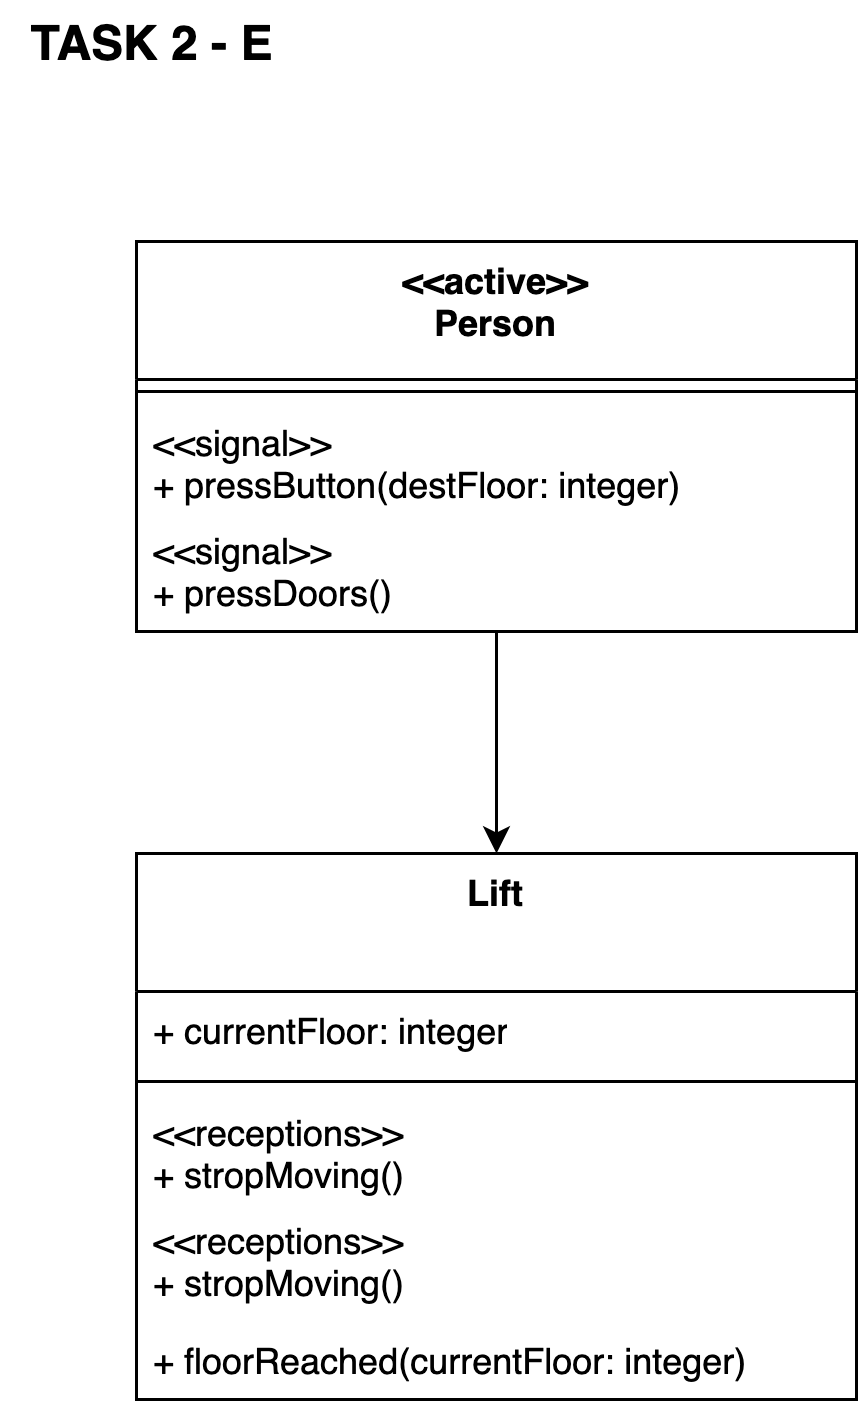 TASK 2 - E
<<active>>
Person
<<signal>>
+ pressButton(destFloor: integer)
<<signal>>
+ pressDoors()
Lift
+ currentFloor: integer
<<receptions>>
+ stropMoving()
<<receptions>>
+ stropMoving()
+ floorReached(currentFloor: integer)